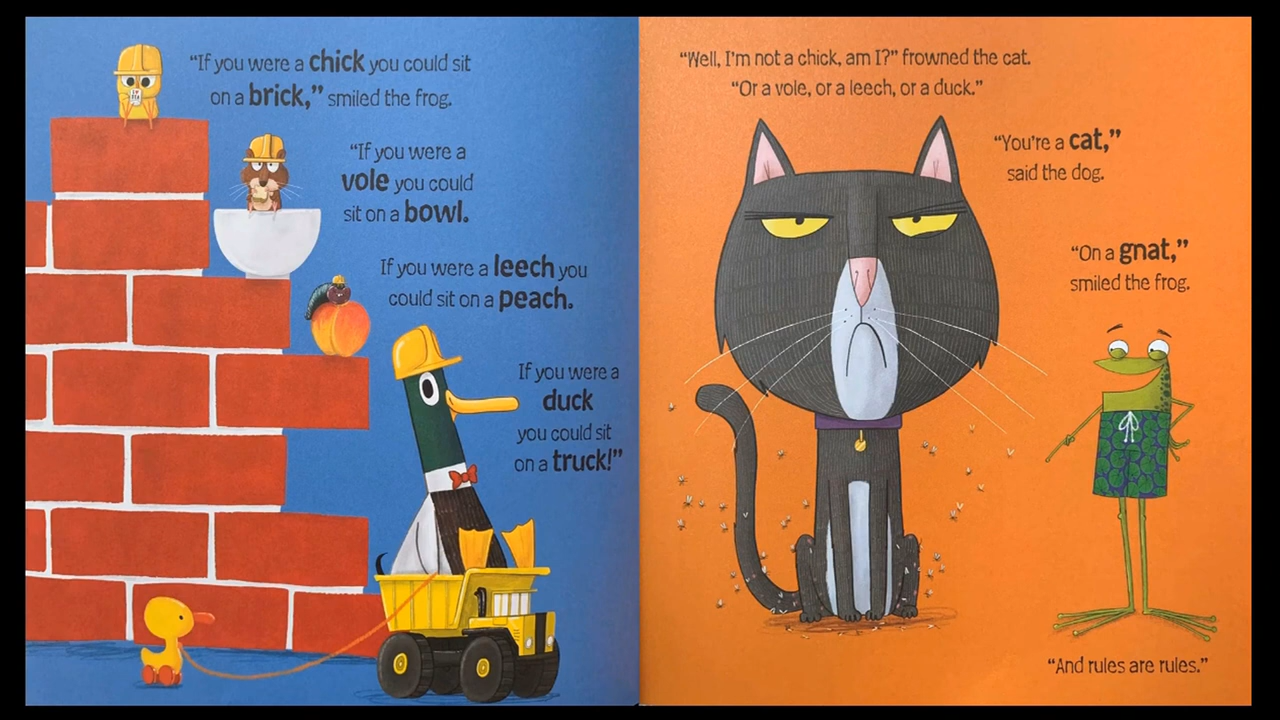 “If you were a chick you could sit
on a brick,” smiled the frog.
“If you were a
vole you could
sit on a bowl.
If you were a leech you
could sit on a peach.
If you were a
duck
you could sit
on a truck!”
“Well, I’m not a chick, am I?” frowned the cat.
“Or a vole, or a leech, or a duck.”
“You’re a cat,”
said the dog.
“On a gnat,”
smiled the frog.
“And rules are rules.”